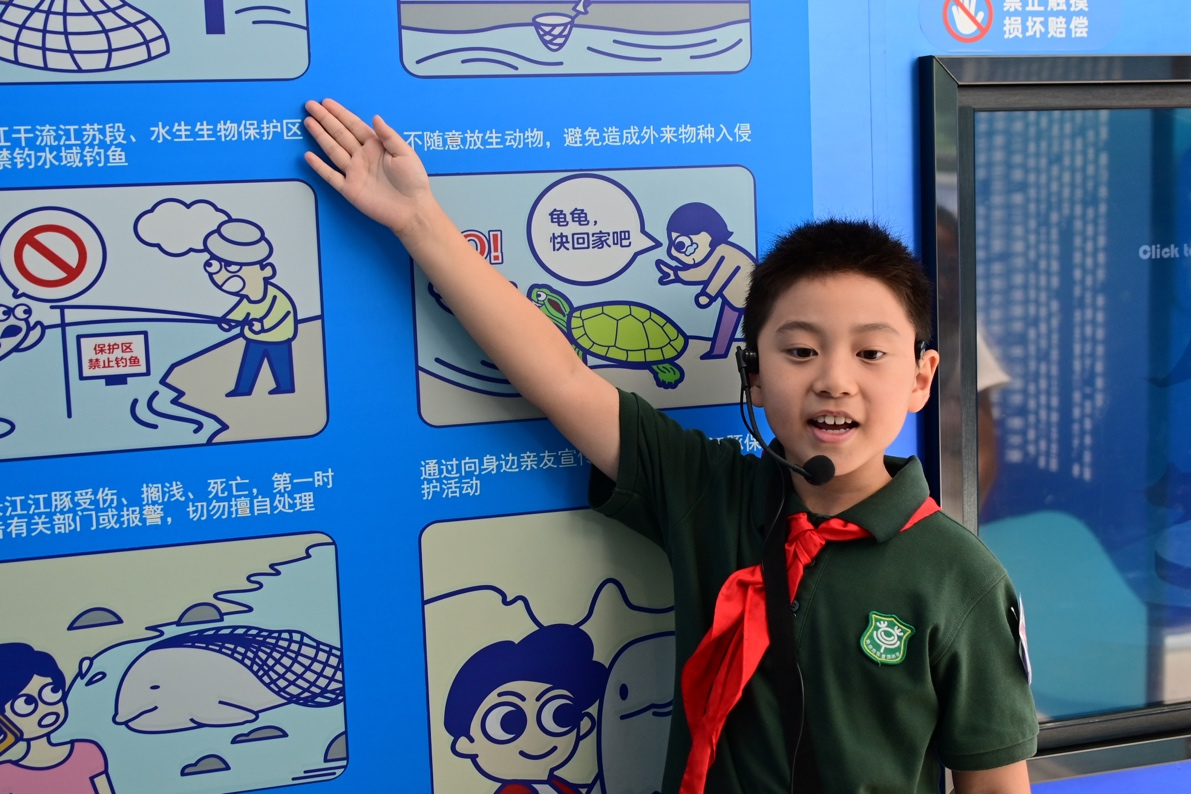 禁止触摸
损坏赔偿
江干流江苏段、水生生物保护区
禁钓水域钓鱼
不随意放生动物，避免造成外来物种入侵
龟龟，
快回家吧
O!
保护区
禁止钓鱼
Click t
江江豚受伤、搁浅、死亡，第一时
有关部门或报警，切勿擅自处理
通过向身边亲友宣
护活动